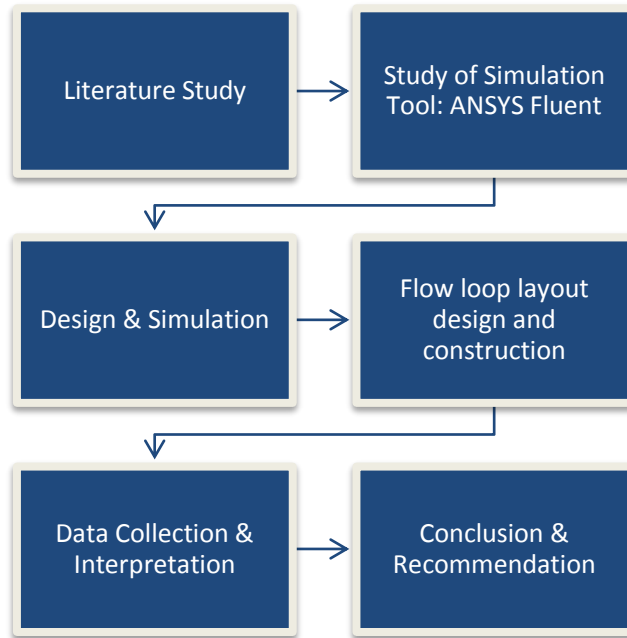 Literature Study
Study of Simulation
Tool: ANSYS Fluent
Design & Simulation
Flow loop layout
design and
construction
Data Collection &
Interpretation
Conclusion &
Recommendation